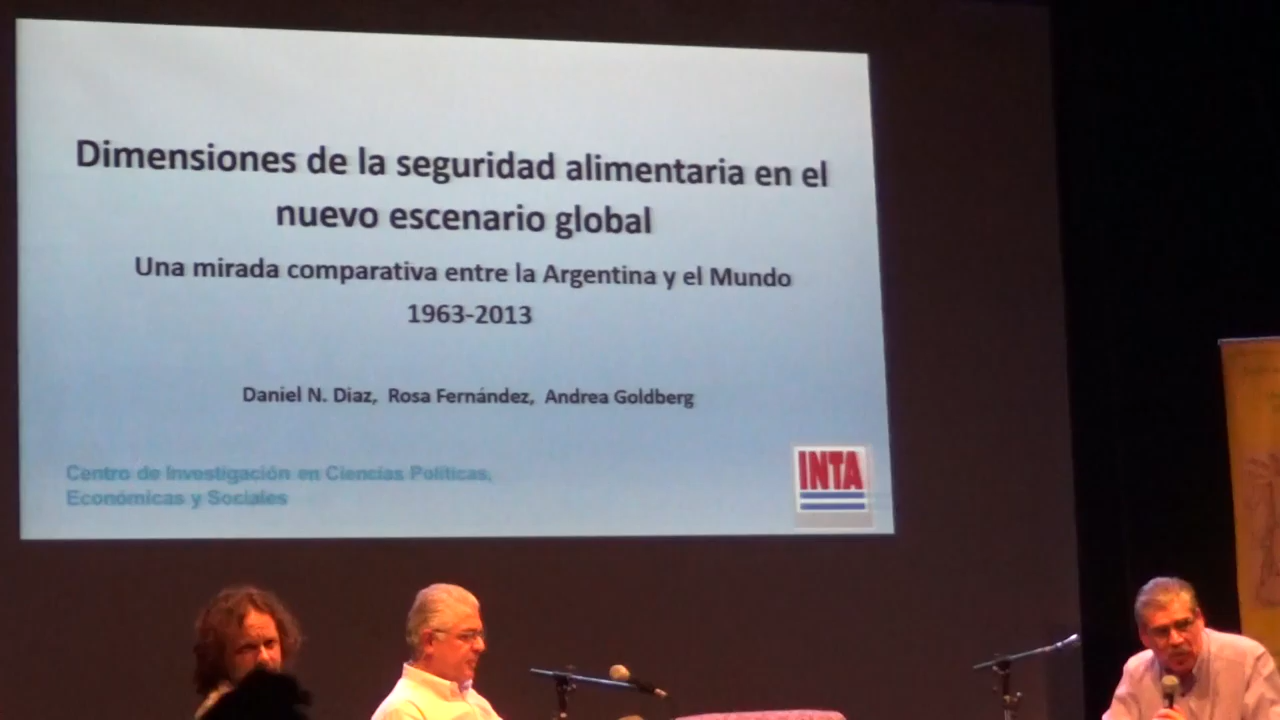 Dimensiones de la seguridad alimentaria en el
nuevo escenario global
Una mirada comparativa entre la Argentina y el Mundo
1963-2013
Daniel N. Diaz, Rosa Fernández, Andrea Goldberg
Centro de Investigación en Ciencias Políticas,
Económicas y Sociales
INTA